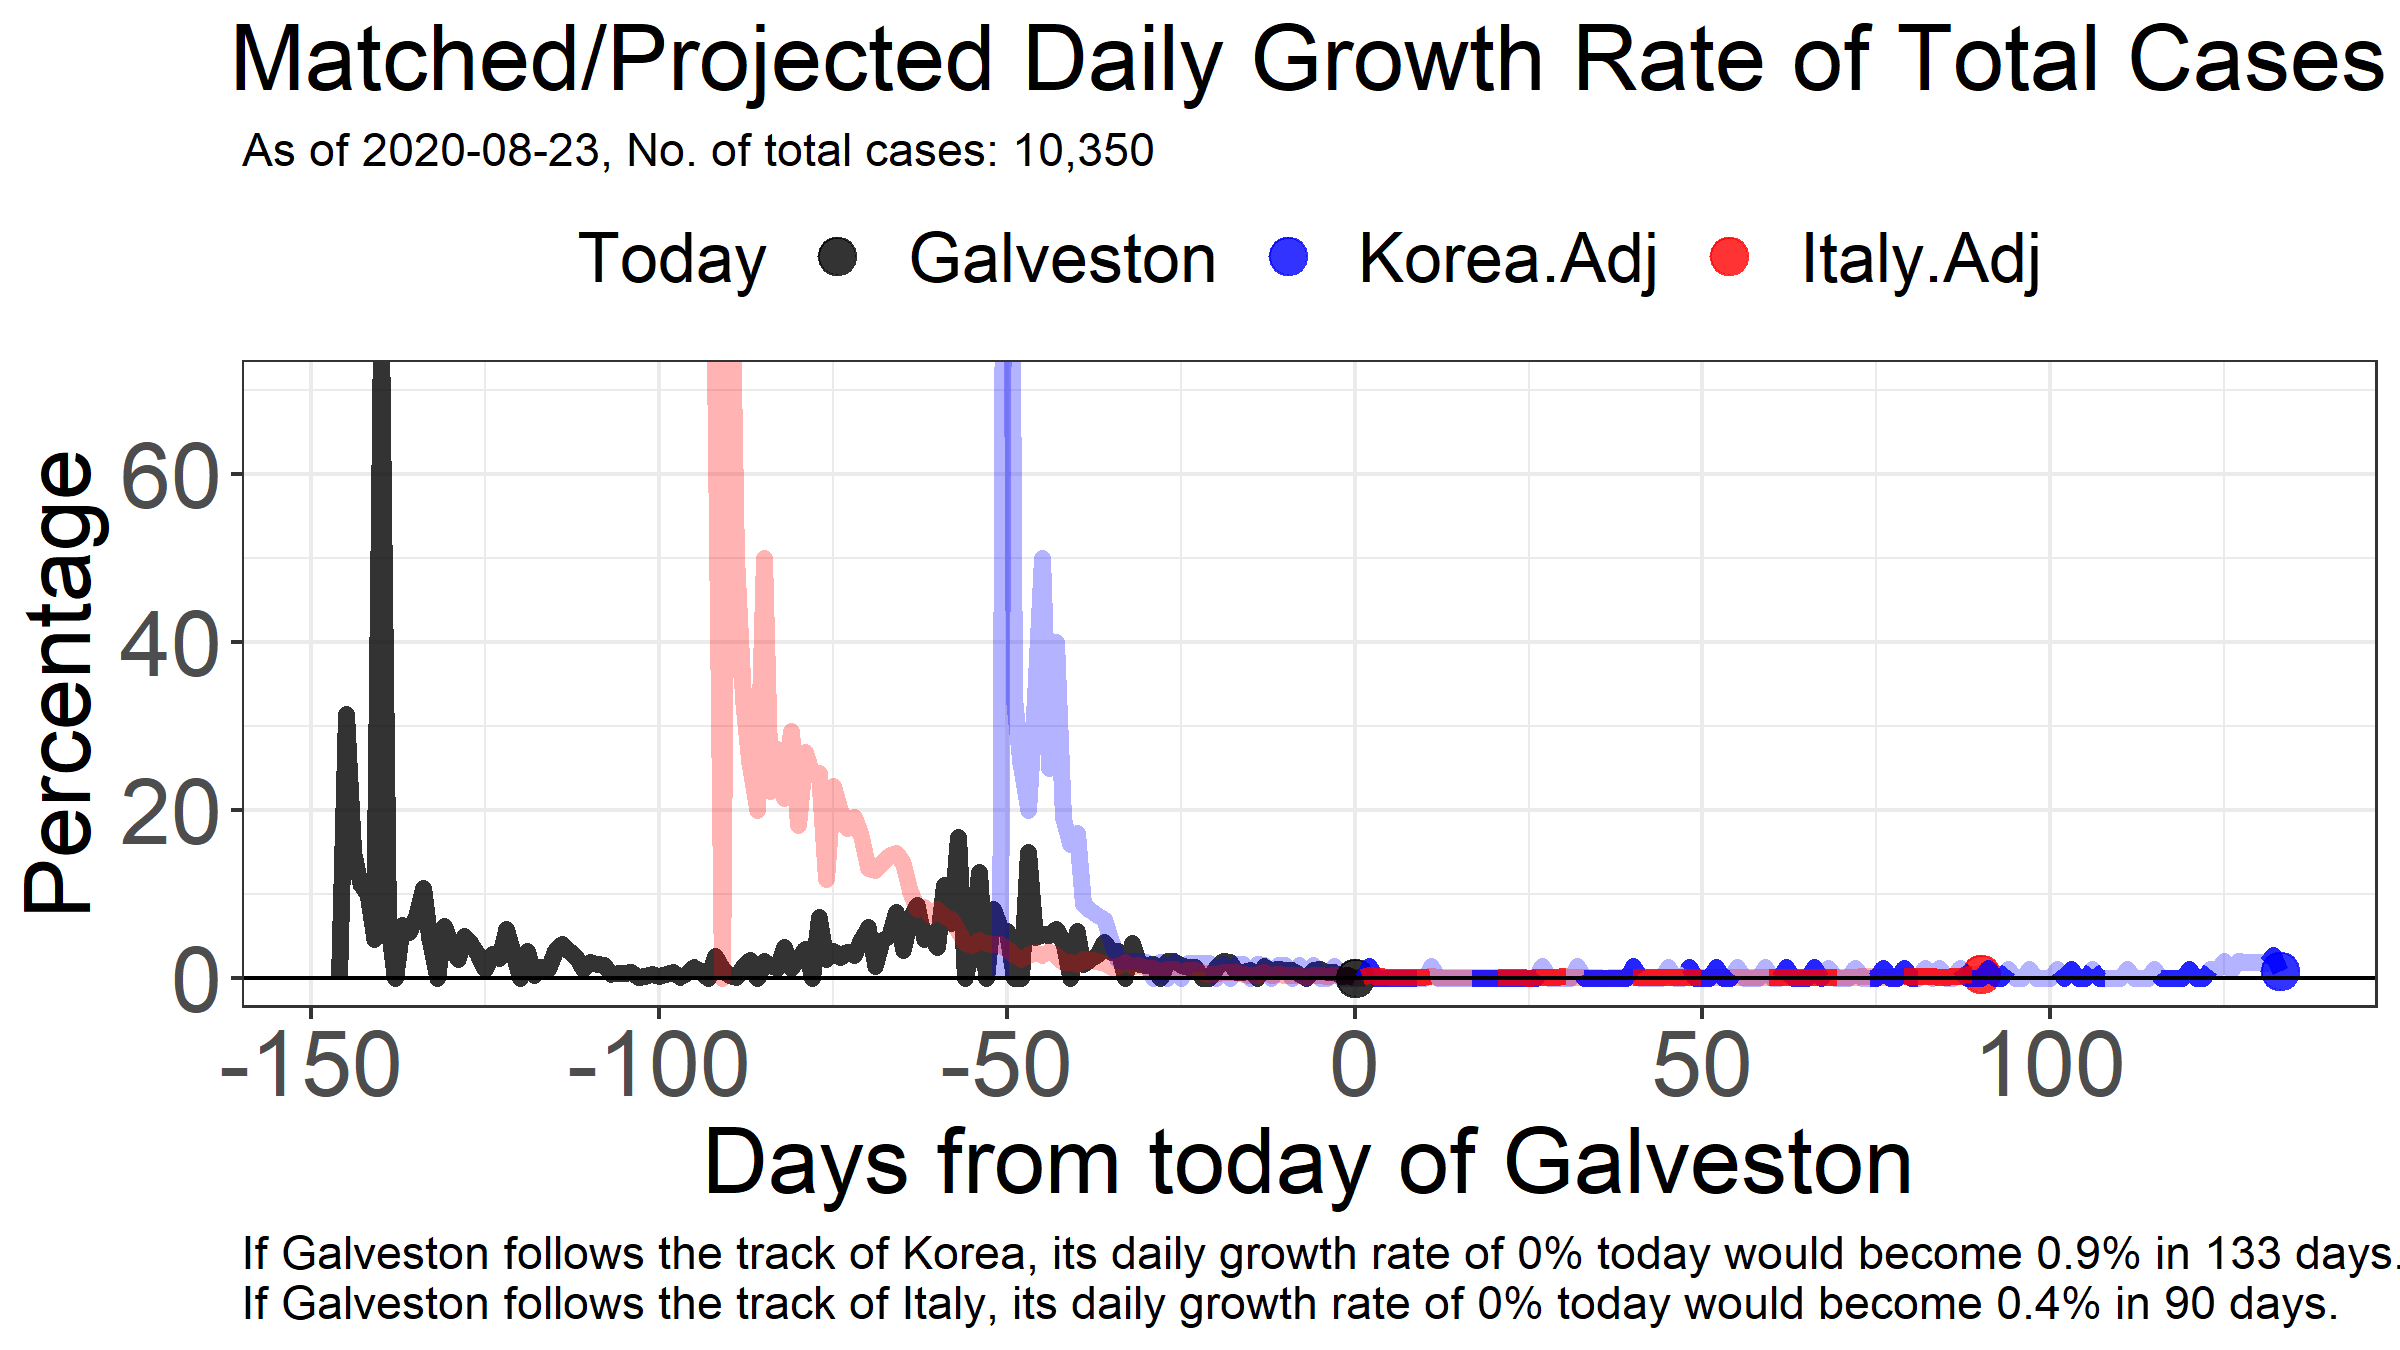 Matched/Projected Daily Growth Rate of Total Cases
As of 2020-08-23, No. of total cases: 10,350
Today Galveston Korea.Adj Italy.Adj
Percentage
60
40
20
0
-150 -100 -50 0 50 100
Days from today of Galveston
If Galveston follows the track of Korea, its daily growth rate of 0% today would become 0.9% in 133 days.
If Galveston follows the track of Italy, its daily growth rate of 0% today would become 0.4% in 90 days.